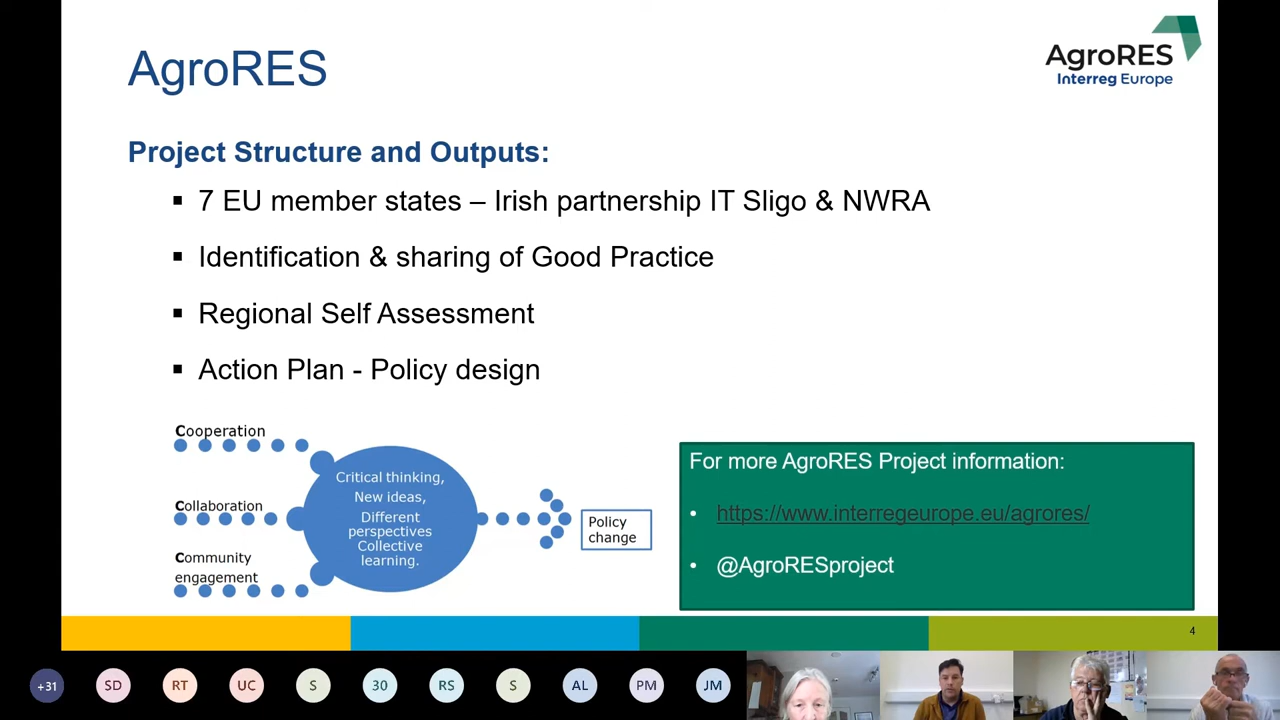 AgroRES
AgroRES
Interreg Europe
Project Structure and Outputs:
▪ 7 EU member states – Irish partnership IT Sligo & NWRA
▪ Identification & sharing of Good Practice
▪ Regional Self Assessment
▪ Action Plan - Policy design
Cooperation
Collaboration
Community
engagement
Critical thinking,
New ideas,
Different
perspectives
Collective
learning.
Policy
change
For more AgroRES Project information:
• https://www.interregeurope.eu/agrores/
• @AgroRESproject
4
+31
SD
RT
UC
S
30
RS
S
AL
PM
JM